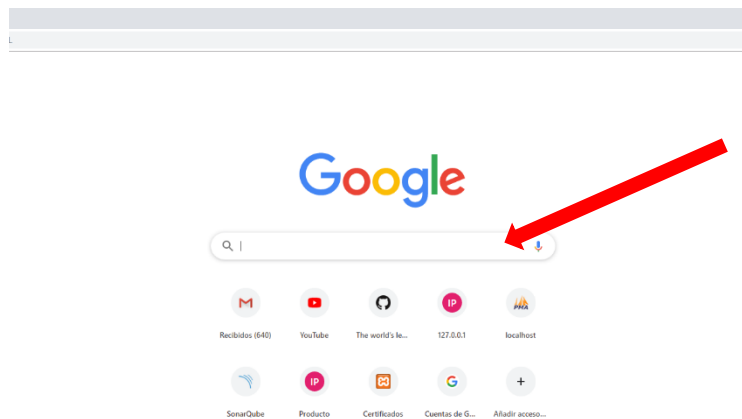 Google
Recibidos (640) YouTube The world's le... 127.0.0.1 localhost
SonarQube Producto Certificados Cuentas de G... Añadir acceso...